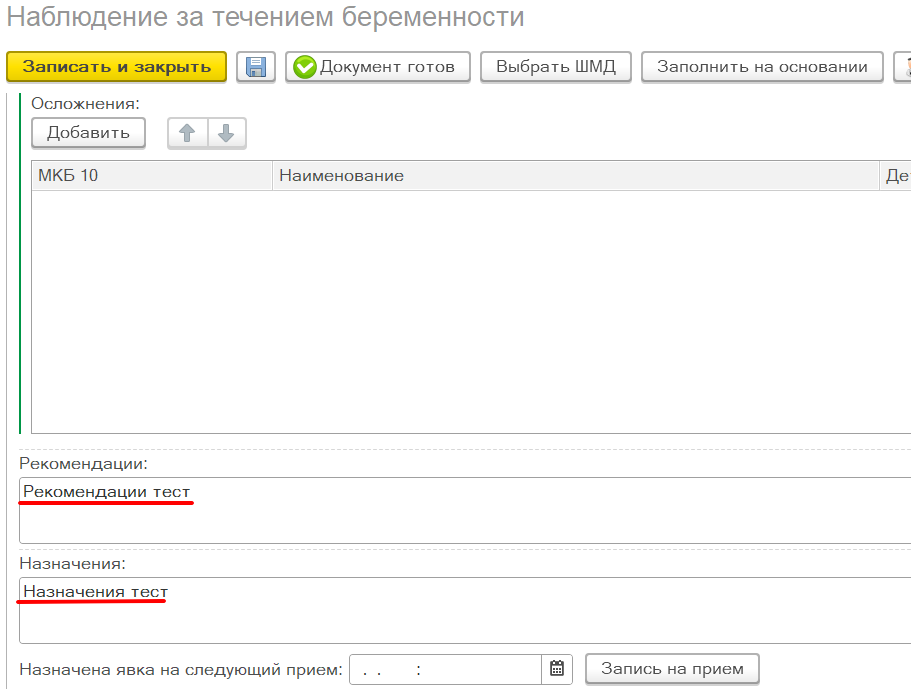 Наблюдение за течением беременности
Записать и закрыть Документ готов Выбрать ШМД Заполнить на основании
Осложнения:
Добавить
МКБ 10 Наименование Де
Рекомендации:
Рекомендации тест
Назначения:
Назначения тест
Назначена явка на следующий прием: . . : Запись на прием